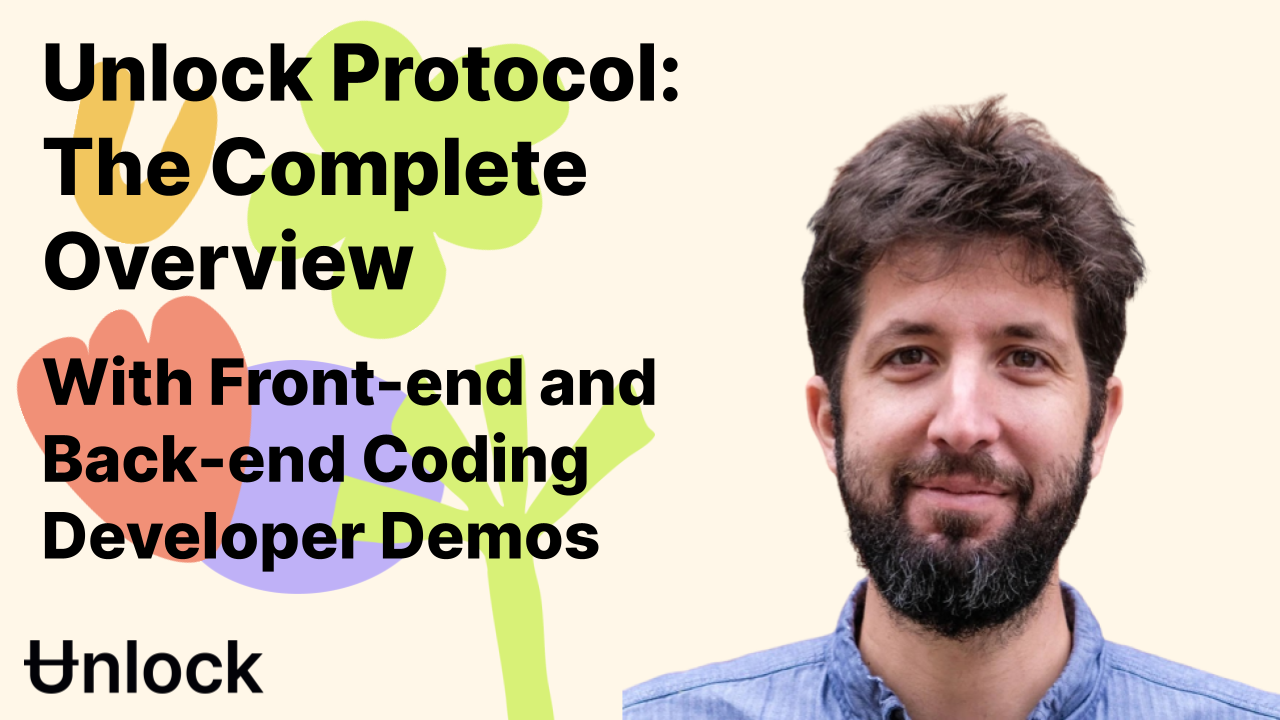 Unlock Protocol:
The Complete
Overview
With Front-end and
Back-end Coding
Developer Demos
Unlock